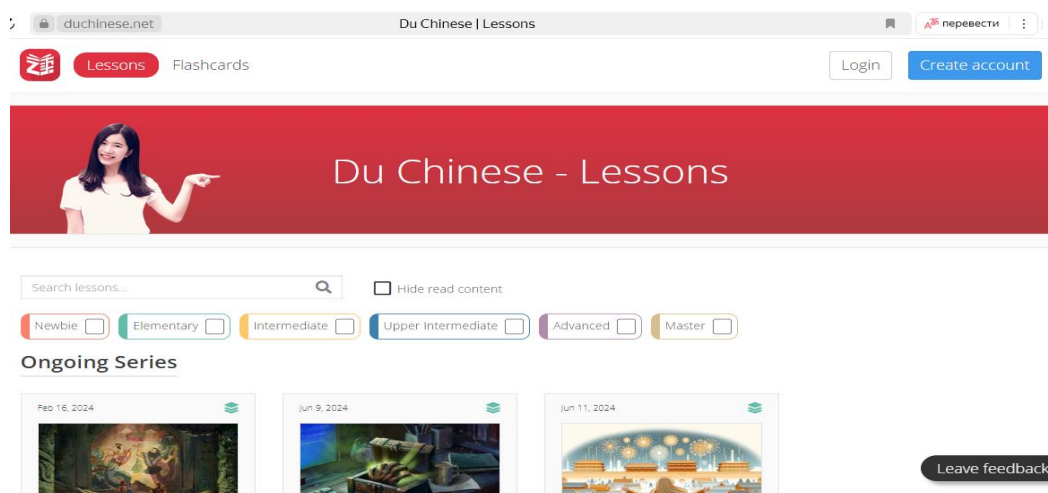 duchinese.net Du Chinese | Lessons перевести
Lessons Flashcards Login Create account
Du Chinese - Lessons
Search lessons... Hide read content
Newbie Elementary Intermediate Upper Intermediate Advanced Master
Ongoing Series
Feb 16, 2024 Jun 9, 2024 Jun 11, 2024
Leave feedback